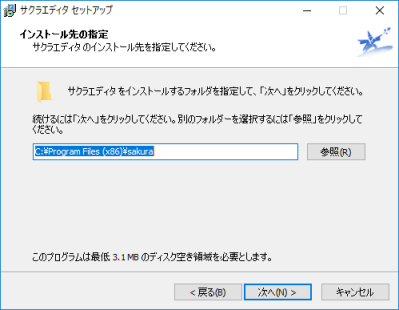 サクラエディタ セットアップ
インストール先の指定
サクラエディタのインストール先を指定してください。
サクラエディタをインストールするフォルダを指定して、「次へ」をクリックしてください。
続けるには「次へ」をクリックしてください。別のフォルダーを選択するには「参照」をクリックして
ください。
C:¥Program Files (x86)¥sakura
参照(R)
このプログラムは最低 3.1 MB のディスク空き領域を必要とします。
< 戻る(B)
次へ(N) >
キャンセル